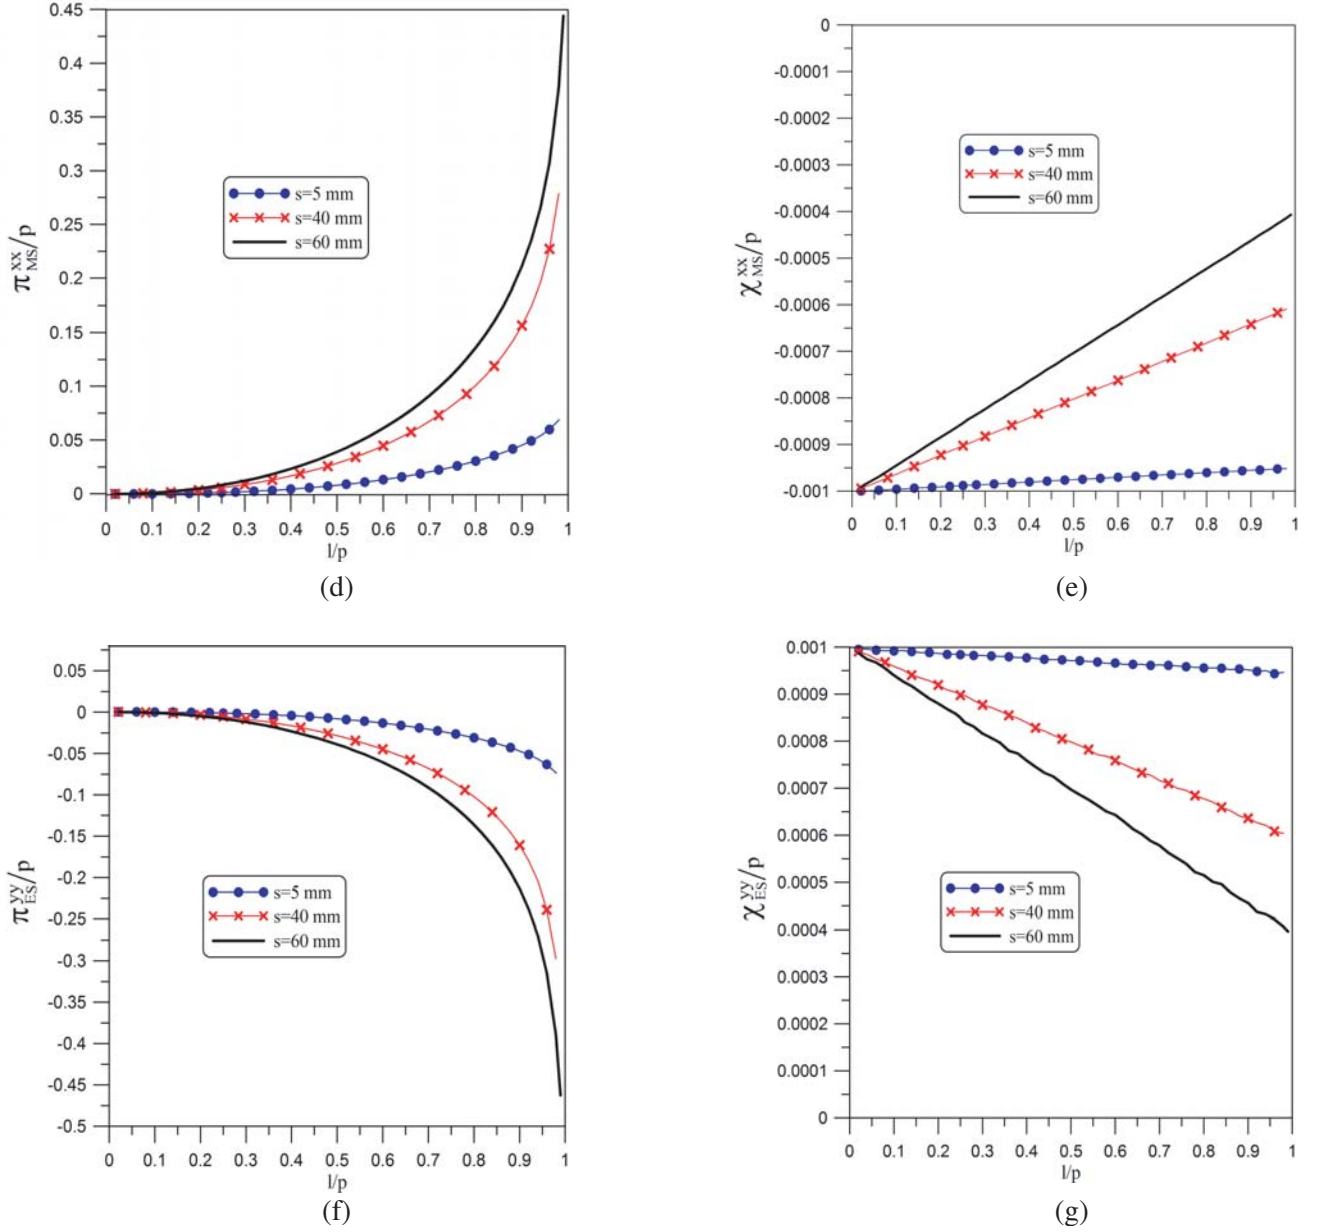 0.45
0.4
0.35
0.3
0.25
0.2
0.15
0.1
0.05
0
π_MS^xx/p
s=5 mm
s=40 mm
s=60 mm
0 0.1 0.2 0.3 0.4 0.5 0.6 0.7 0.8 0.9 1
l/p
(d)
0
-0.0001
-0.0002
-0.0003
-0.0004
-0.0005
-0.0006
-0.0007
-0.0008
-0.0009
-0.001
χ_MS^xx/p
s=5 mm
s=40 mm
s=60 mm
0 0.1 0.2 0.3 0.4 0.5 0.6 0.7 0.8 0.9 1
l/p
(e)
0.05
0
-0.05
-0.1
-0.15
-0.2
-0.25
-0.3
-0.35
-0.4
-0.45
-0.5
π_ES^yy/p
s=5 mm
s=40 mm
s=60 mm
0 0.1 0.2 0.3 0.4 0.5 0.6 0.7 0.8 0.9 1
l/p
(f)
0.001
0.0009
0.0008
0.0007
0.0006
0.0005
0.0004
0.0003
0.0002
0.0001
0
χ_ES^yy/p
s=5 mm
s=40 mm
s=60 mm
0 0.1 0.2 0.3 0.4 0.5 0.6 0.7 0.8 0.9 1
l/p
(g)